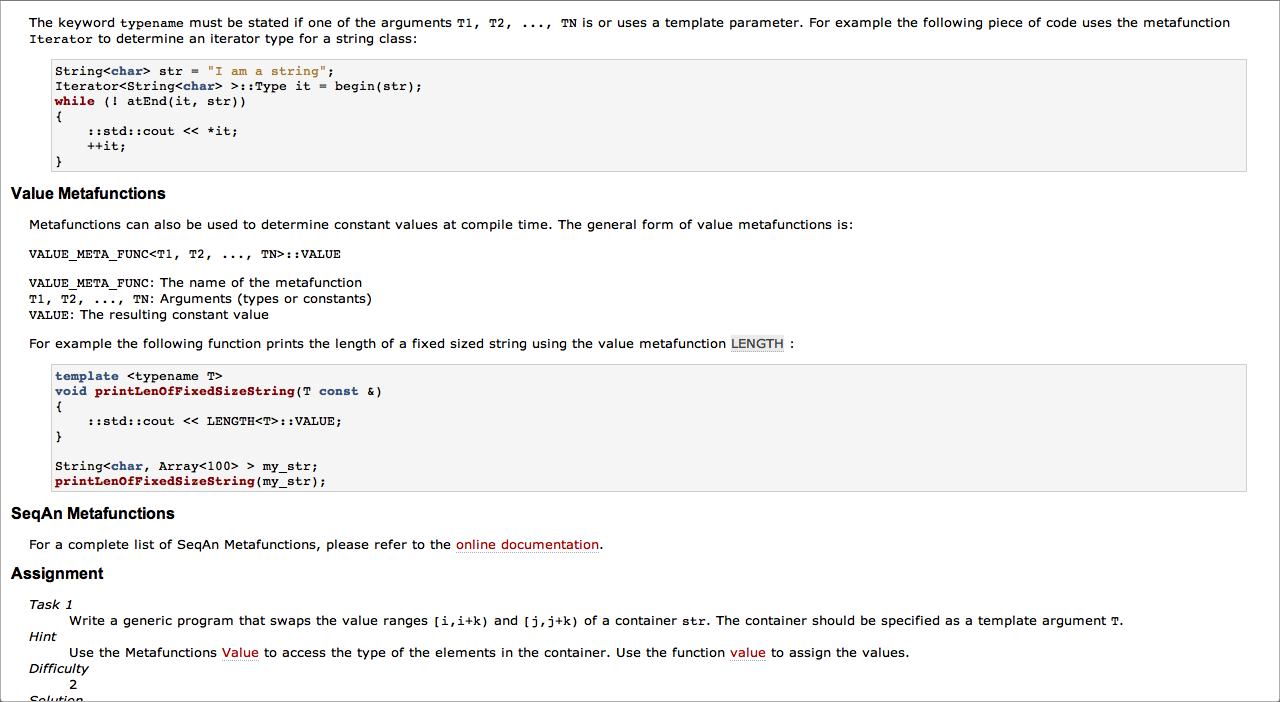 The keyword typename must be stated if one of the arguments T1, T2, ..., TN is or uses a template parameter. For example the following piece of code uses the metafunction
Iterator to determine an iterator type for a string class:
String<char> str = "I am a string";
Iterator<String<char> >::Type it = begin(str);
while (! atEnd(it, str))
{
    ::std::cout << *it;
    ++it;
}
Value Metafunctions
Metafunctions can also be used to determine constant values at compile time. The general form of value metafunctions is:
VALUE_META_FUNC<T1, T2, ..., TN>::VALUE
VALUE_META_FUNC: The name of the metafunction
T1, T2, ..., TN: Arguments (types or constants)
VALUE: The resulting constant value
For example the following function prints the length of a fixed sized string using the value metafunction LENGTH :
template <typename T>
void printLenOfFixedSizeString(T const &)
{
    ::std::cout << LENGTH<T>::VALUE;
}
String<char, Array<100> > my_str;
printLenOfFixedSizeString(my_str);
SeqAn Metafunctions
For a complete list of SeqAn Metafunctions, please refer to the online documentation.
Assignment
Task 1
Write a generic program that swaps the value ranges [i,i+k) and [j,j+k) of a container str. The container should be specified as a template argument T.
Hint
Use the Metafunctions Value to access the type of the elements in the container. Use the function value to assign the values.
Difficulty
2
Solution